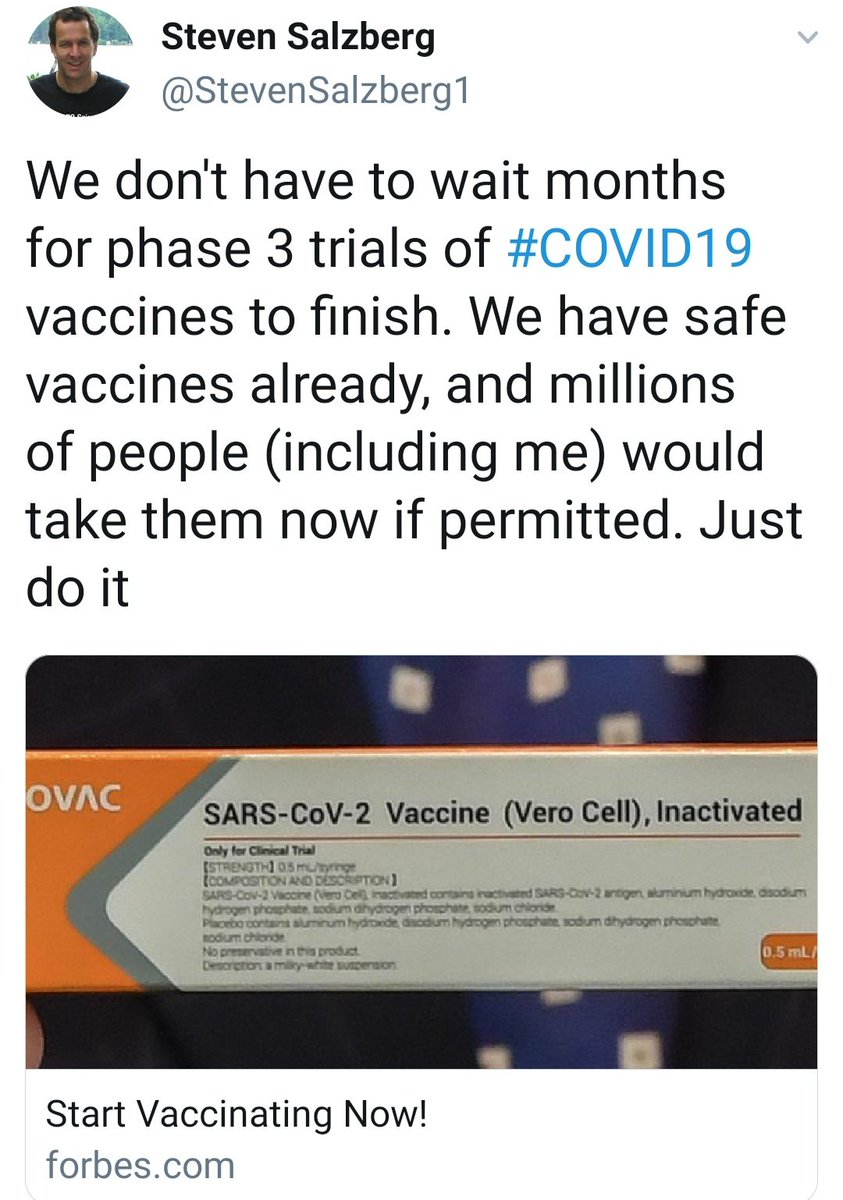 Steven Salzberg
@StevenSalzberg1
We don't have to wait months
for phase 3 trials of #COVID19
vaccines to finish. We have safe
vaccines already, and millions
of people (including me) would
take them now if permitted. Just
do it
OVAC
SARS-CoV-2 Vaccine (Vero Cell), Inactivated
Only for Clinical Trial
[STRENGTH] 0.5 mL/syringe
[COMPOSITION AND DESCRIPTION]
SARS-CoV-2 Vaccine (Vero Cell), Inactivated contains inactivated SARS-CoV-2 antigen, aluminium hydroxide, disodium
hydrogen phosphate, sodium dihydrogen phosphate, sodium chloride.
Placebo contains aluminum hydroxide, disodium hydrogen phosphate, sodium dihydrogen phosphate,
sodium chloride.
No preservative in this product.
Description: a milky-white suspension
0.5 mL/
Start Vaccinating Now!
forbes.com